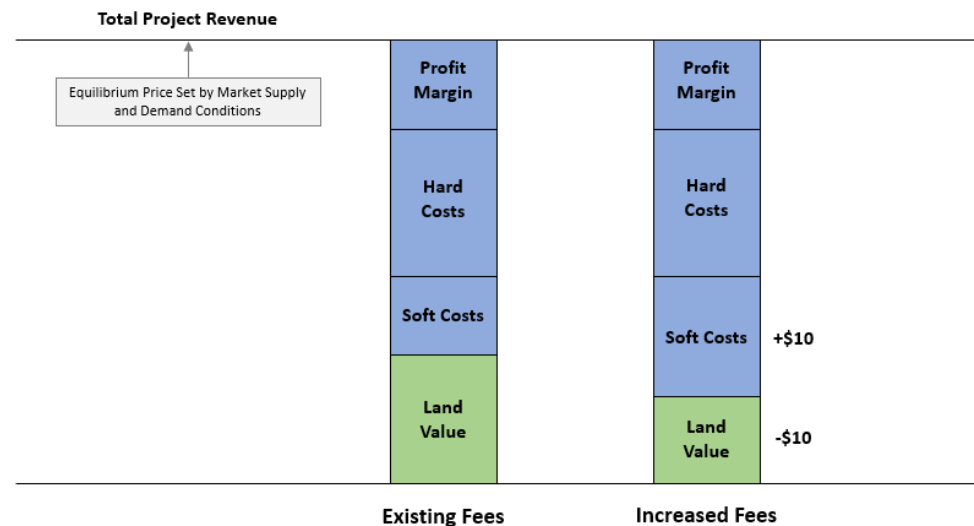 Total Project Revenue
Equilibrium Price Set by Market Supply
and Demand Conditions
Profit
Margin
Hard
Costs
Soft Costs
Land
Value
Existing Fees
Profit
Margin
Hard
Costs
Soft Costs
+$10
Land
Value
-$10
Increased Fees